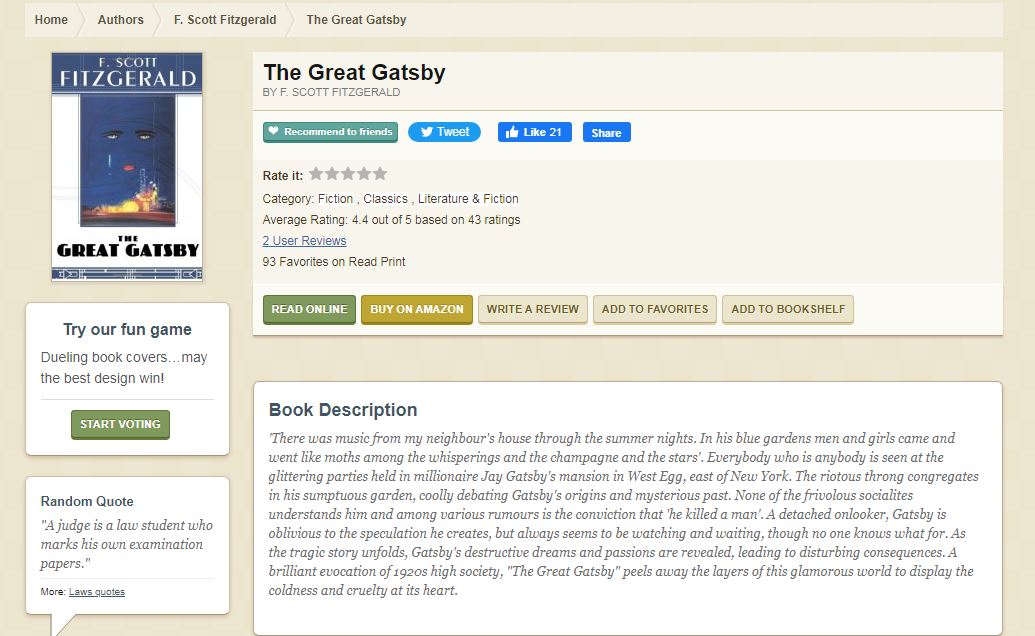 Home
Authors
F. Scott Fitzgerald
The Great Gatsby
F. SCOTT
FITZGERALD
THE
GREAT GATSBY
The Great Gatsby
BY F. SCOTT FITZGERALD
Recommend to friends
Tweet
Like 21
Share
Rate it:
Category: Fiction , Classics , Literature & Fiction
Average Rating: 4.4 out of 5 based on 43 ratings
2 User Reviews
93 Favorites on Read Print
READ ONLINE
BUY ON AMAZON
WRITE A REVIEW
ADD TO FAVORITES
ADD TO BOOKSHELF
Try our fun game
Dueling book covers…may
the best design win!
START VOTING
Random Quote
"A judge is a law student who
marks his own examination
papers."
More: Laws quotes
Book Description
'There was music from my neighbour's house through the summer nights. In his blue gardens men and girls came and
went like moths among the whisperings and the champagne and the stars'. Everybody who is anybody is seen at the
glittering parties held in millionaire Jay Gatsby's mansion in West Egg, east of New York. The riotous throng congregates
in his sumptuous garden, coolly debating Gatsby's origins and mysterious past. None of the frivolous socialites
understands him and among various rumours is the conviction that 'he killed a man'. A detached onlooker, Gatsby is
oblivious to the speculation he creates, but always seems to be watching and waiting, though no one knows what for. As
the tragic story unfolds, Gatsby's destructive dreams and passions are revealed, leading to disturbing consequences. A
brilliant evocation of 1920s high society, "The Great Gatsby" peels away the layers of this glamorous world to display the
coldness and cruelty at its heart.